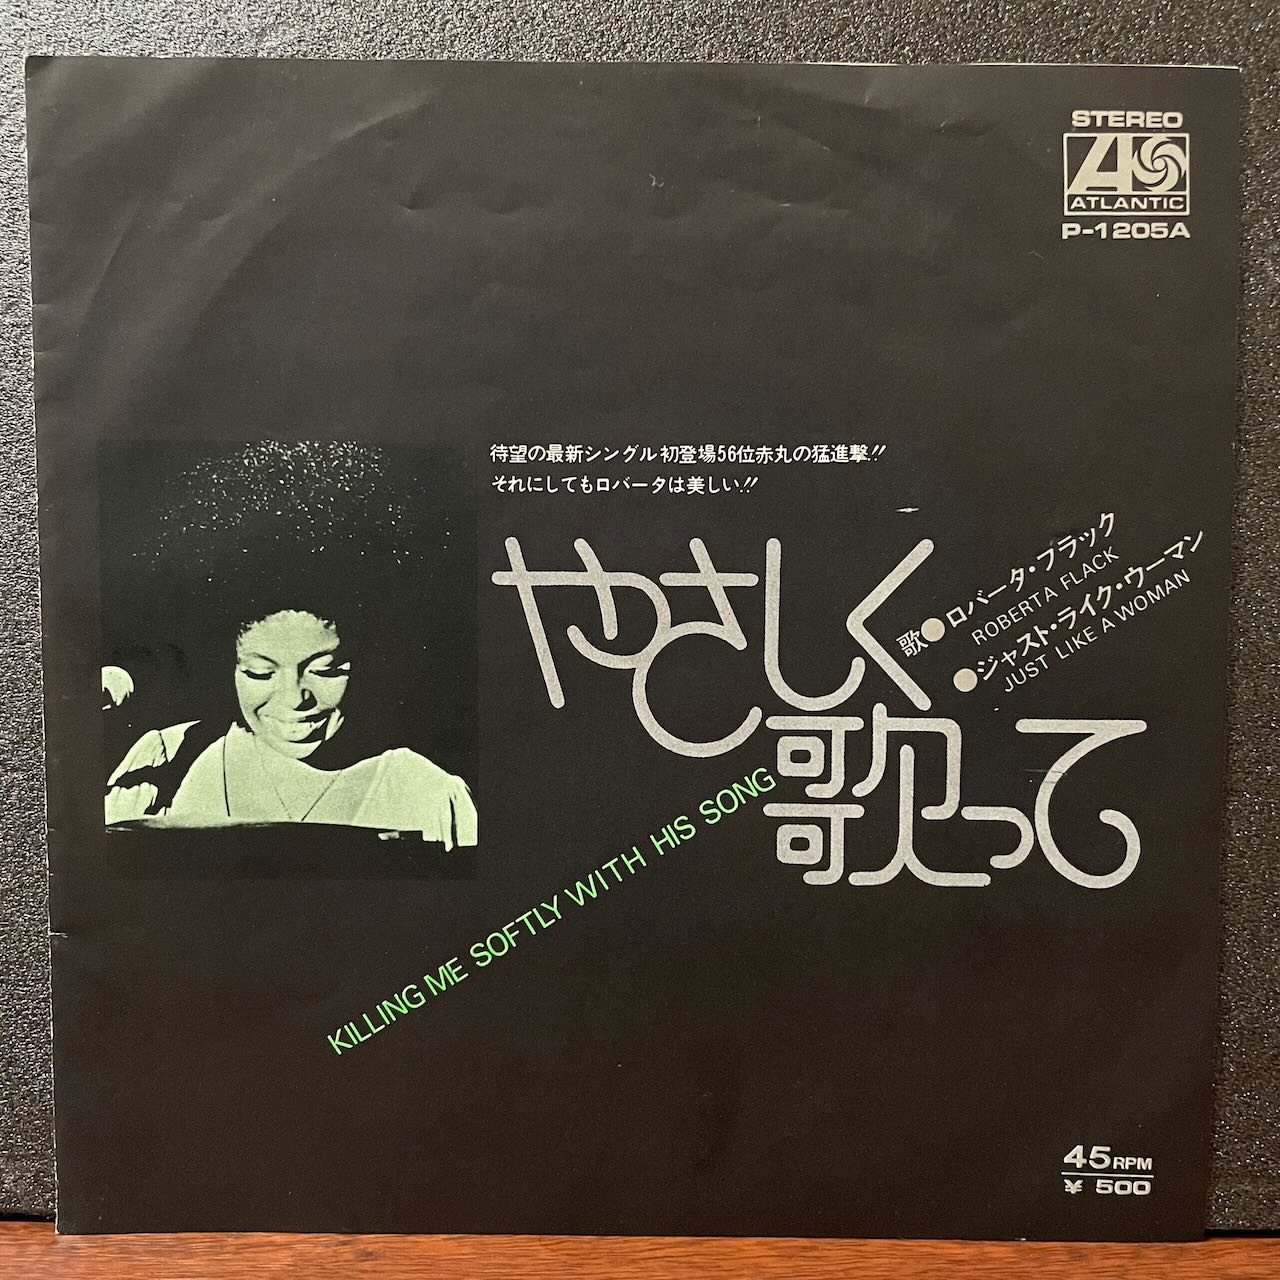 STEREO
ATLANTIC
P-1205A
待望の最新シングル初登場56位赤丸の猛進撃!!
それにしてもロバータは美しい!!
やさしく
歌って
歌●ロバータ・フラック
ROBERTA FLACK
●ジャスト・ライク・ウーマン
JUST LIKE A WOMAN
KILLING ME SOFTLY WITH HIS SONG
45RPM
¥ 500